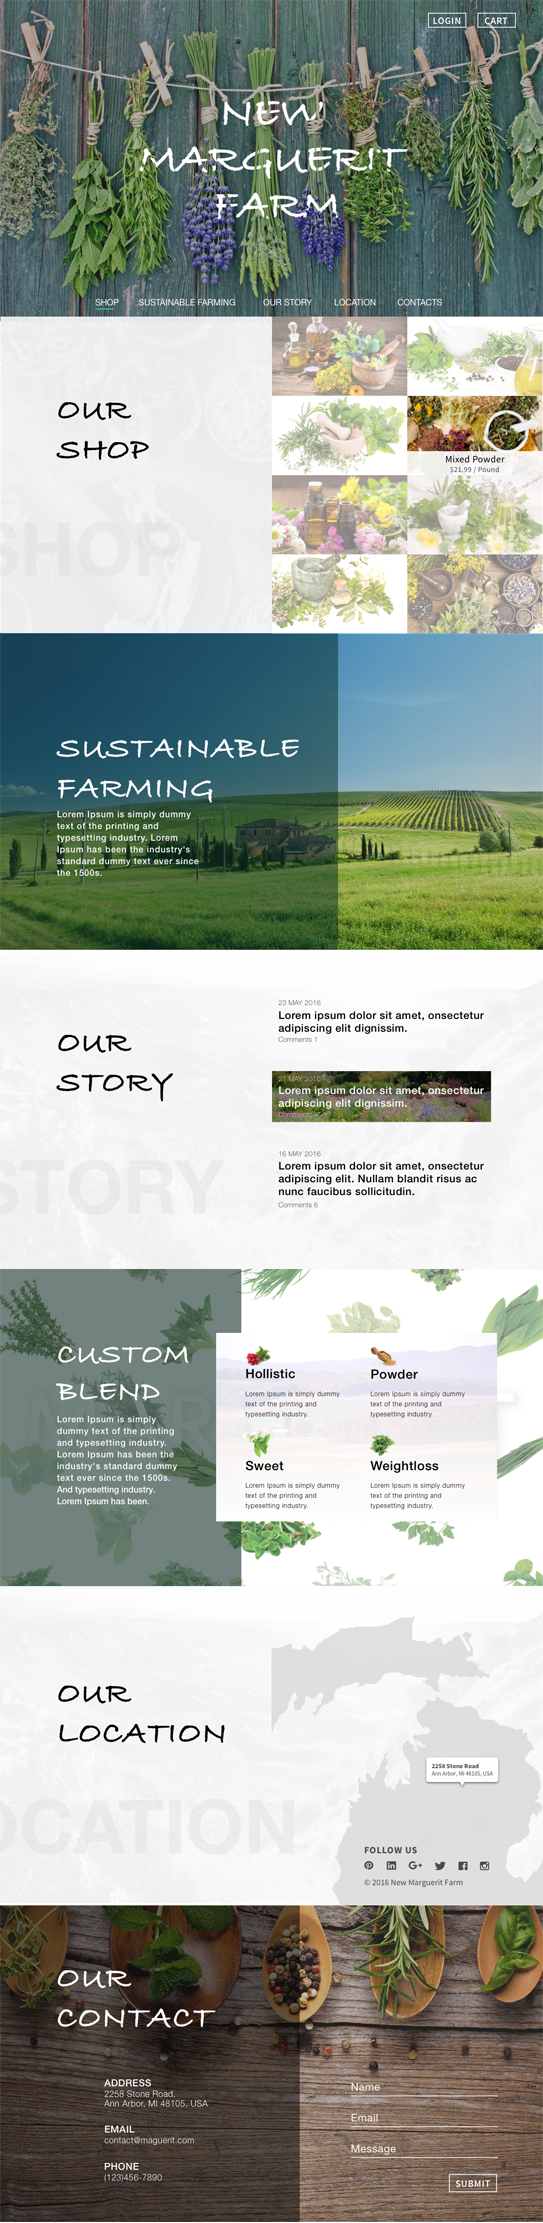 LOGIN
CART
NEW
MARGUERIT
FARM
SHOP
SUSTAINABLE FARMING
OUR STORY
LOCATION
CONTACTS
OUR
SHOP
SHOP
Mixed Powder
$21.99 / Pound
SUSTAINABLE
FARMING
Lorem Ipsum is simply dummy
text of the printing and
typesetting industry. Lorem
Ipsum has been the industry's
standard dummy text ever since
the 1500s.
OUR
STORY
STORY
23 MAY 2016
Lorem ipsum dolor sit amet, onsectetur
adipiscing elit dignissim.
Comments 1
21 MAY 2016
Lorem ipsum dolor sit amet, onsectetur
adipiscing elit dignissim.
16 MAY 2016
Lorem ipsum dolor sit amet, onsectetur
adipiscing elit. Nullam blandit risus ac
nunc faucibus sollicitudin.
Comments 6
CUSTOM
BLEND
Lorem Ipsum is simply
dummy text of the printing
and typesetting industry.
Lorem Ipsum has been the
industry's standard dummy
text ever since the 1500s.
And typesetting industry.
Lorem Ipsum has been.
Hollistic
Lorem Ipsum is simply dummy
text of the printing and
typesetting industry.
Powder
Lorem Ipsum is simply dummy
text of the printing and
typesetting industry.
Sweet
Lorem Ipsum is simply dummy
text of the printing and
typesetting industry.
Weightloss
Lorem Ipsum is simply dummy
text of the printing and
typesetting industry.
OUR
LOCATION
OCATION
2258 Stone Road
Ann Arbor, MI 48105, USA
FOLLOW US
© 2016 New Marguerit Farm
OUR
CONTACT
ADDRESS
2258 Stone Road,
Ann Arbor, MI 48105, USA
EMAIL
contact@maguerit.com
PHONE
(123)456-7890
Name
Email
Message
SUBMIT